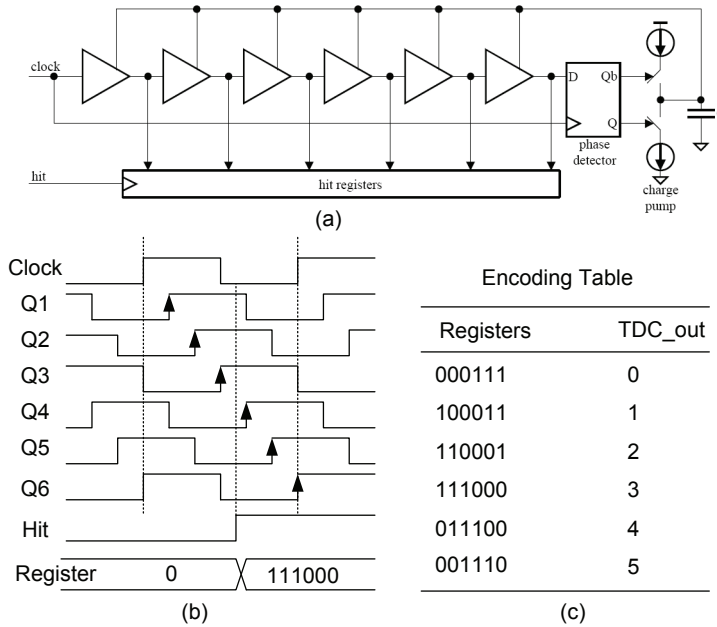 clock
D
Qb
Q
phase
detector
hit
hit registers
charge
pump
(a)
Clock
Q1
Q2
Q3
Q4
Q5
Q6
Hit
Register 0 111000
(b)
Encoding Table
Registers TDC_out
000111 0
100011 1
110001 2
111000 3
011100 4
001110 5
(c)